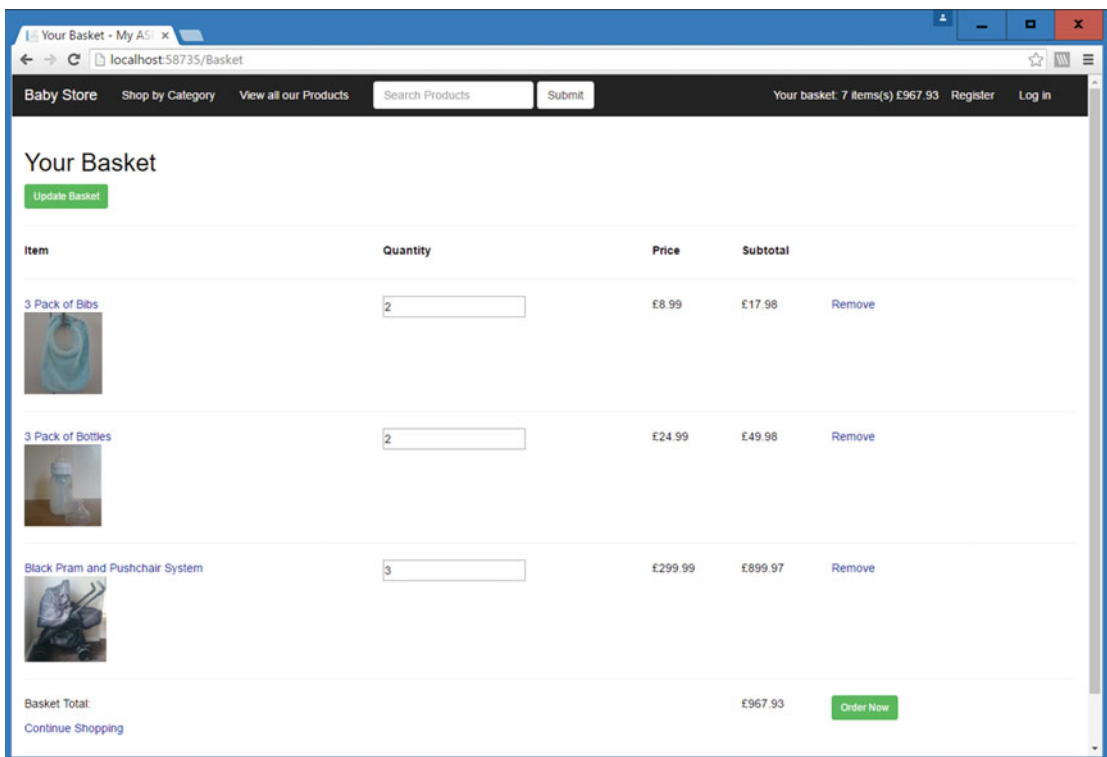 Your Basket - My AS
localhost:58735/Basket
Baby Store Shop by Category View all our Products Search Products Submit Your basket: 7 items(s) £967.93 Register Log in
Your Basket
Update Basket
Item Quantity Price Subtotal
3 Pack of Bibs 2 £8.99 £17.98 Remove
3 Pack of Bottles 2 £24.99 £49.98 Remove
Black Pram and Pushchair System 3 £299.99 £899.97 Remove
Basket Total: £967.93 Order Now
Continue Shopping